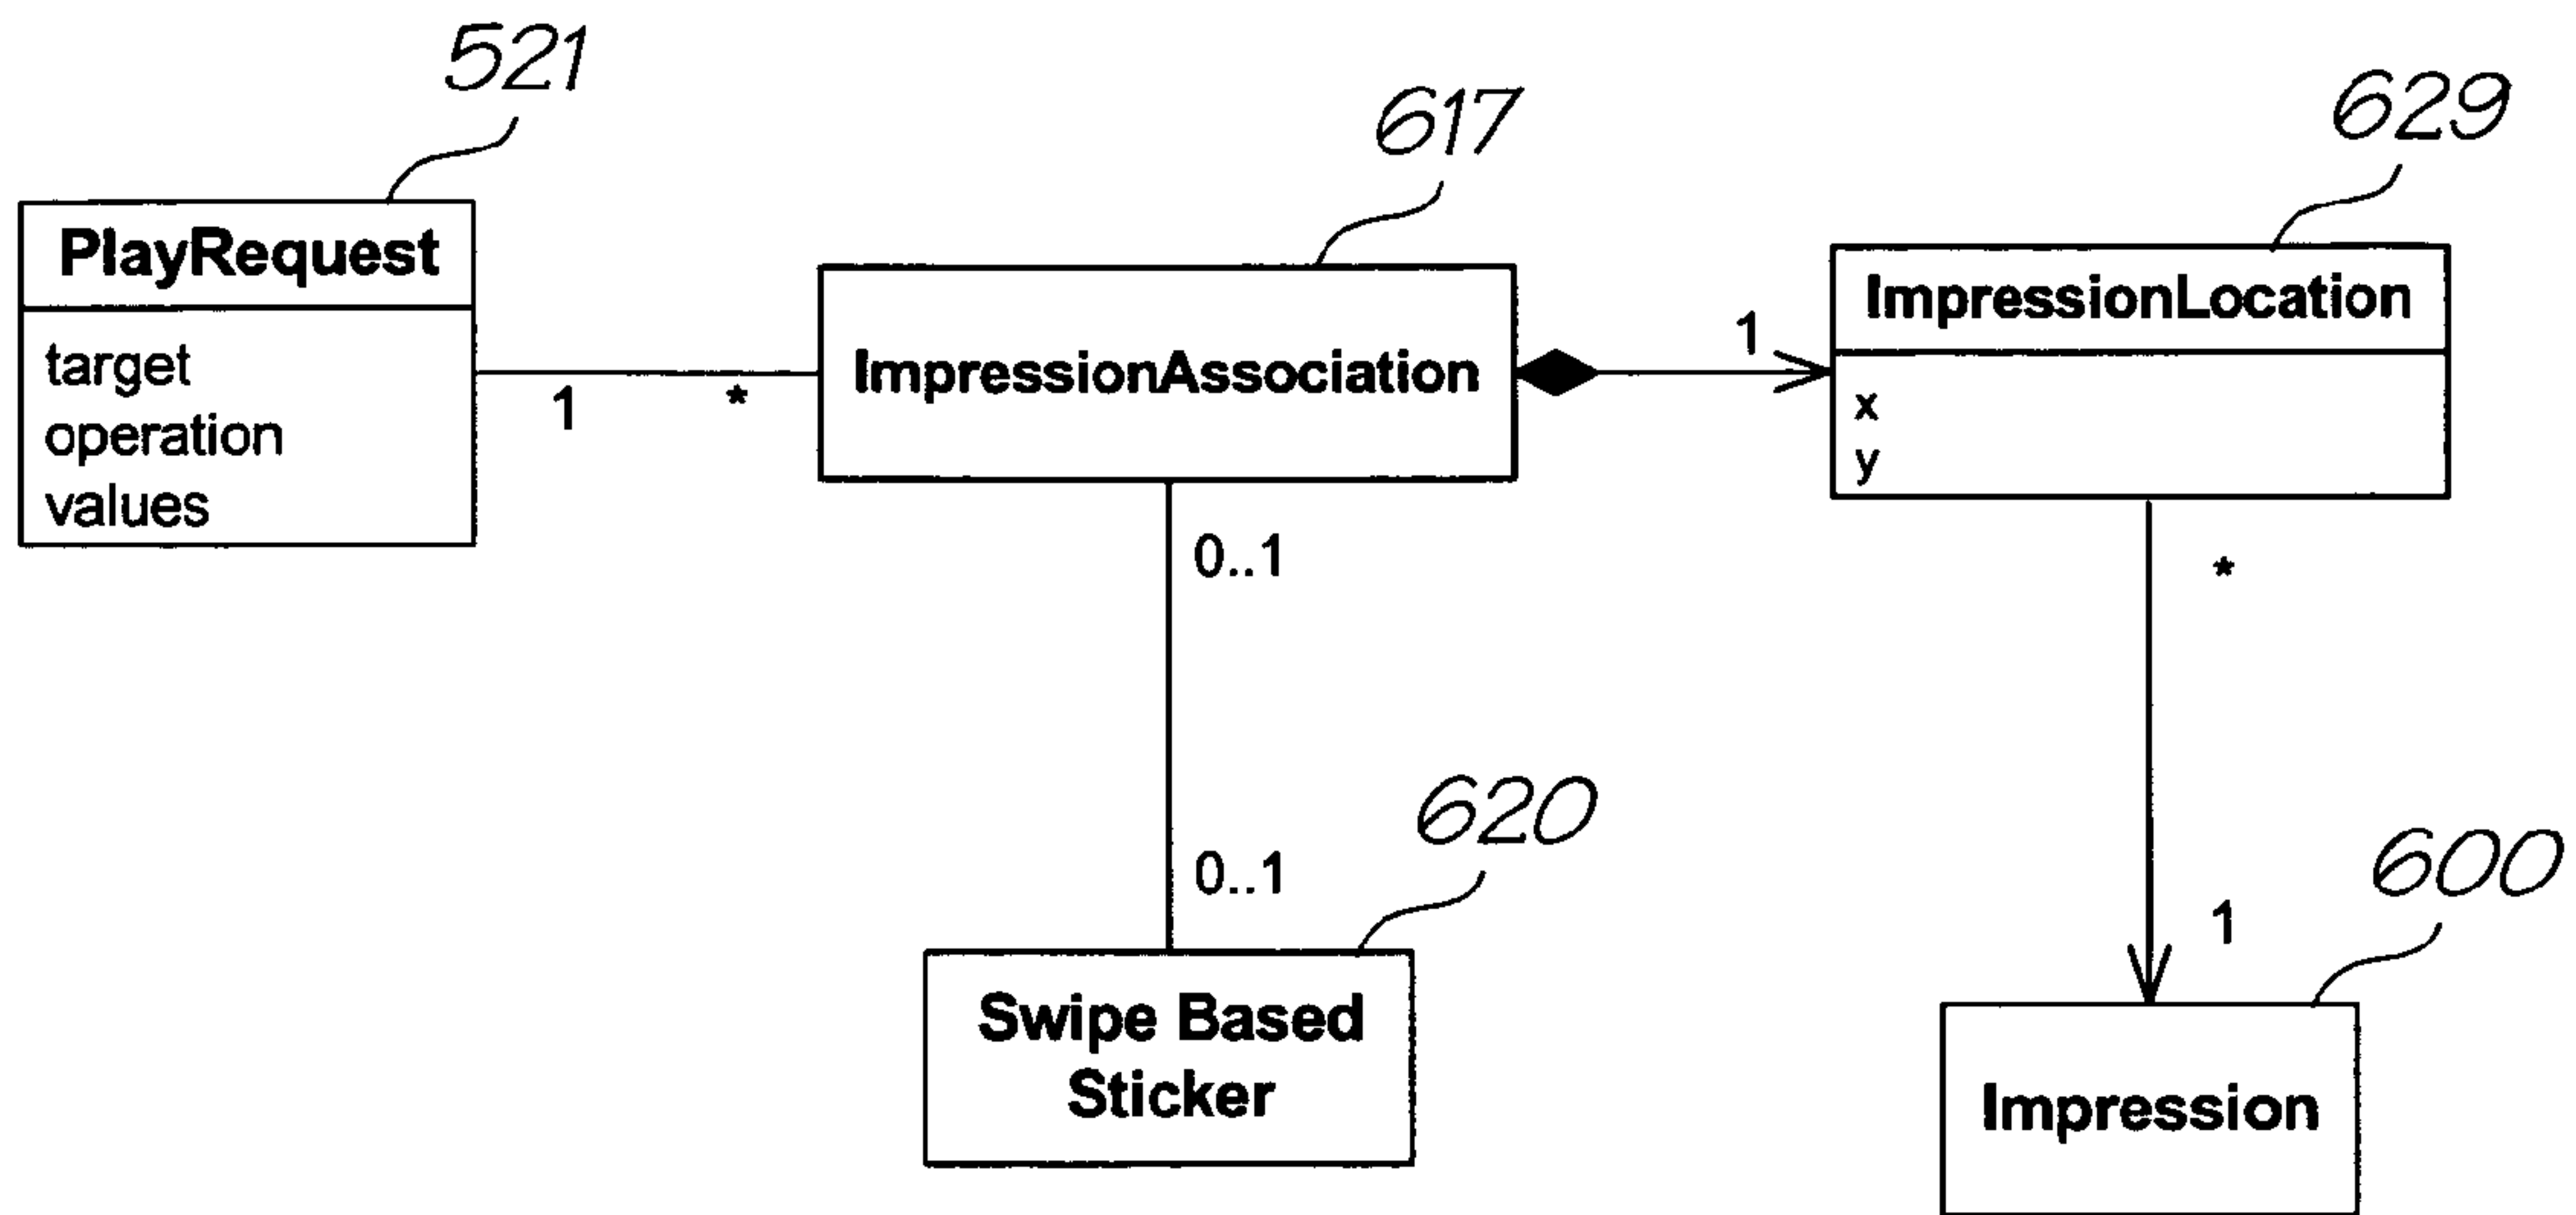 521
617
629
PlayRequest
target
operation
values
1
*
ImpressionAssociation
1
ImpressionLocation
x
y
0..1
*
0..1
620
1
600
Swipe Based
Sticker
Impression